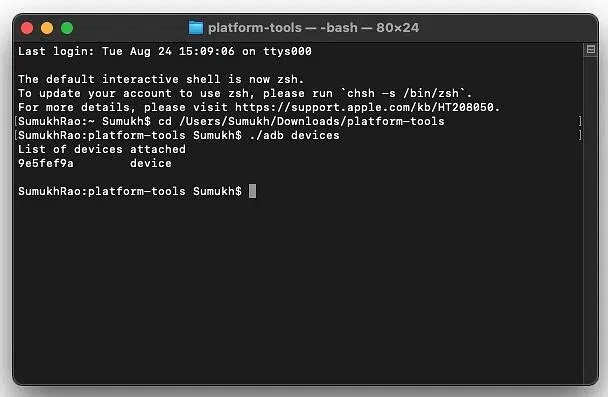 platform-tools — -bash — 80×24
Last login: Tue Aug 24 15:09:06 on ttys000
The default interactive shell is now zsh.
To update your account to use zsh, please run `chsh -s /bin/zsh`.
For more details, please visit https://support.apple.com/kb/HT208050.
[SumukhRao:~ Sumukh$ cd /Users/Sumukh/Downloads/platform-tools ]
[SumukhRao:platform-tools Sumukh$ ./adb devices ]
List of devices attached
9e5fef9a device
SumukhRao:platform-tools Sumukh$